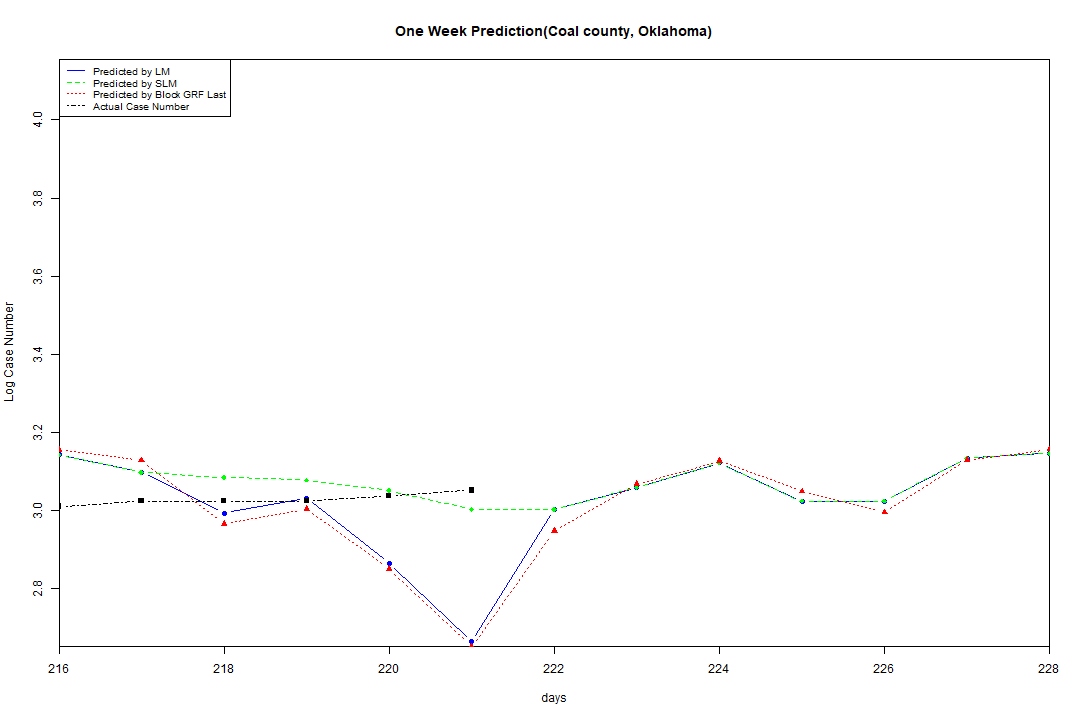 One Week Prediction(Coal county, Oklahoma)
Predicted by LM
Predicted by SLM
Predicted by Block GRF Last
Actual Case Number
4.0
3.8
3.6
3.4
3.2
3.0
2.8
Log Case Number
216 218 220 222 224 226 228
days